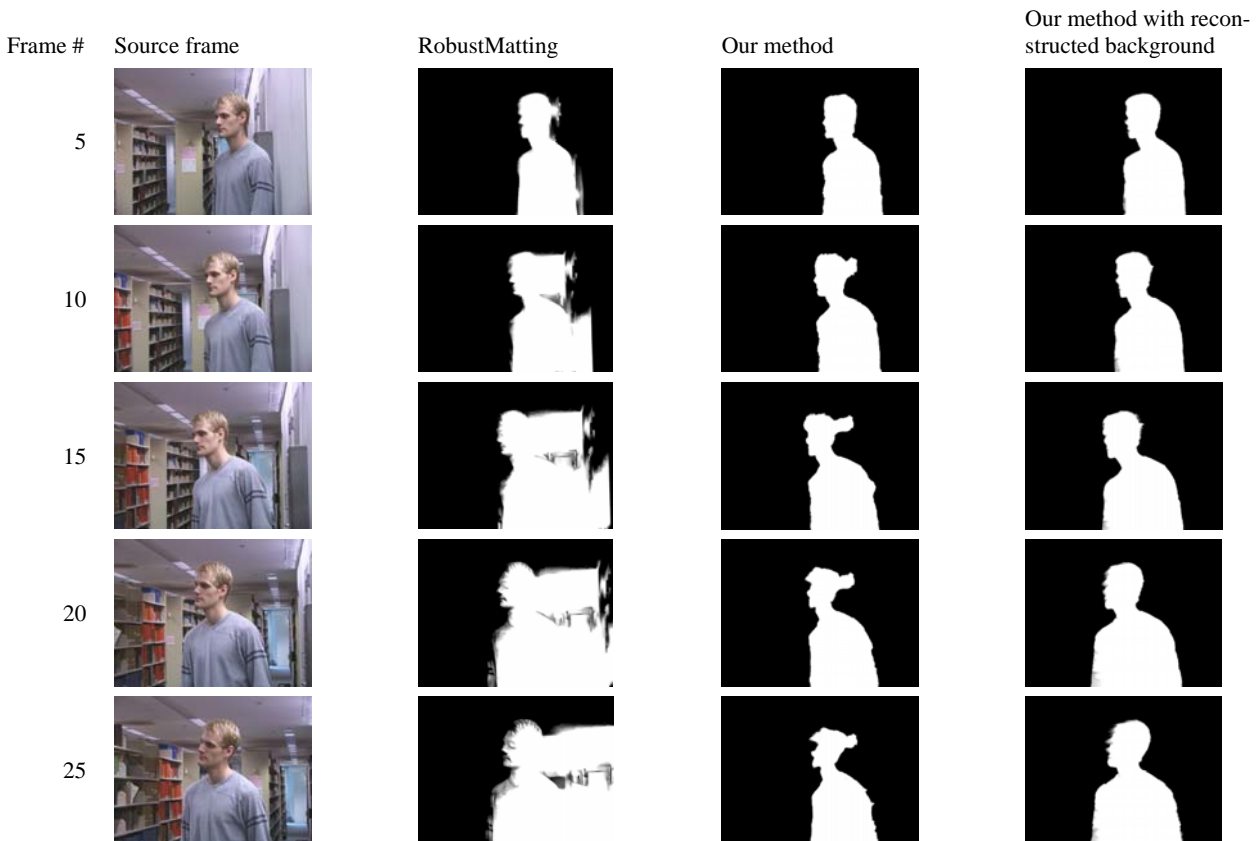 Frame #
Source frame
RobustMatting
Our method
Our method with recon-
structed background
5
10
15
20
25